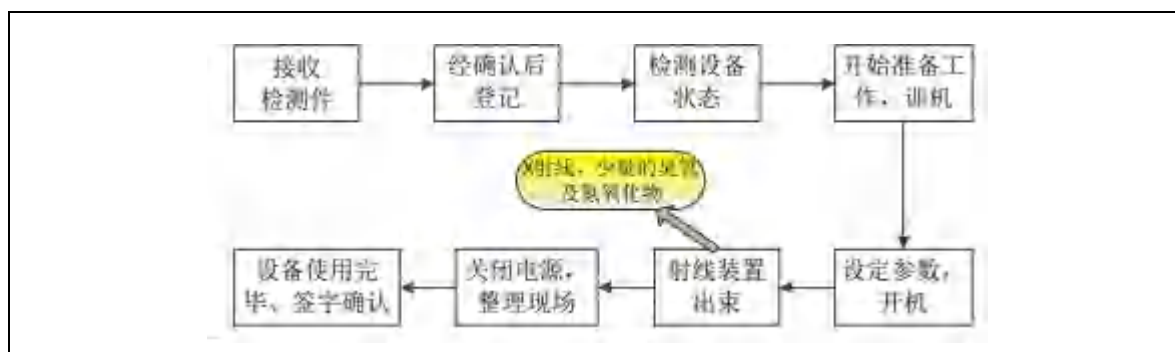 接收
检测件
经确认后
登记
检测设备
状态
开始准备工
作，训机
X射线、少量的臭氧
及氮氧化物
设备使用完
毕、签字确认
关闭电源，
整理现场
射线装置
出束
设定参数，
开机